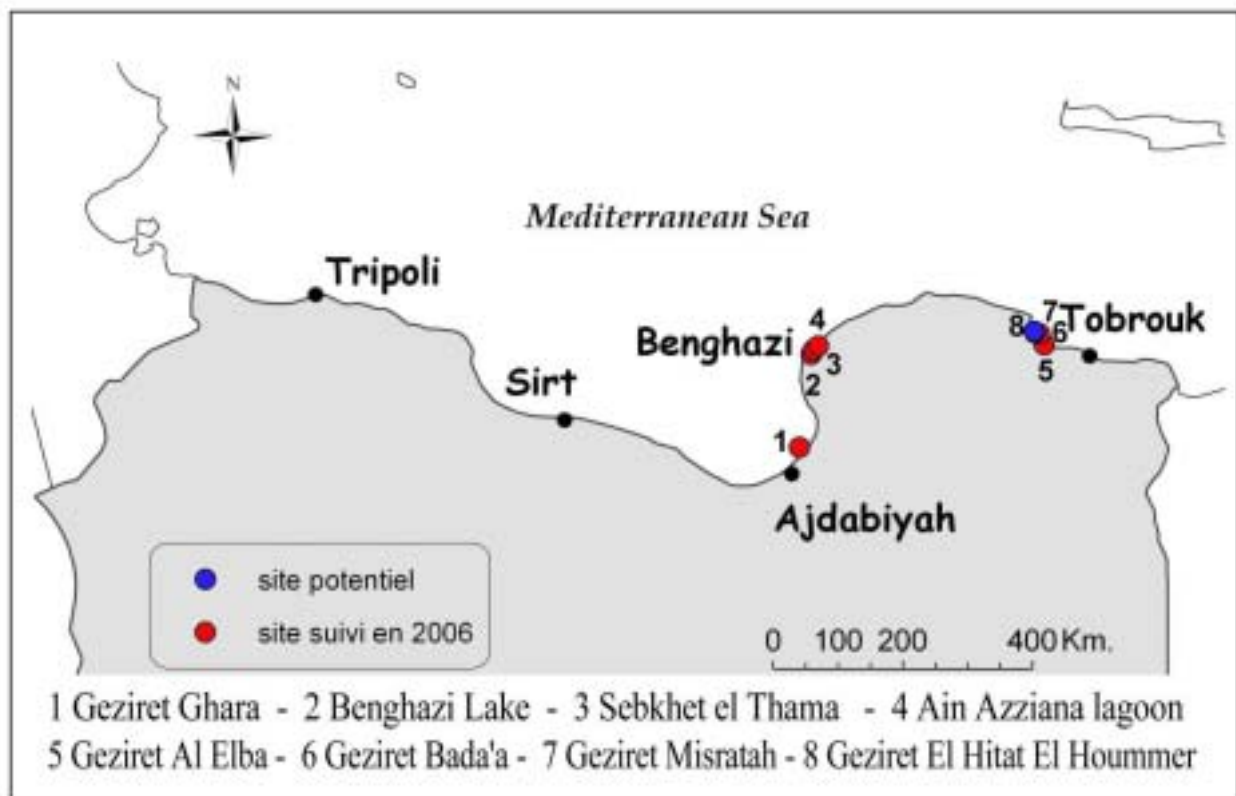 N
Mediterranean Sea
Tripoli
4
7
Benghazi
8
6
Tobrouk
3
5
2
Sirt
1
Ajdabiyah
site potentiel
site suivi en 2006
0 100 200 400 Km.
1 Geziret Ghara - 2 Benghazi Lake - 3 Sebkhet el Thama - 4 Ain Azziana lagoon
5 Geziret Al Elba - 6 Geziret Bada'a - 7 Geziret Misratah - 8 Geziret El Hitat El Hoummer